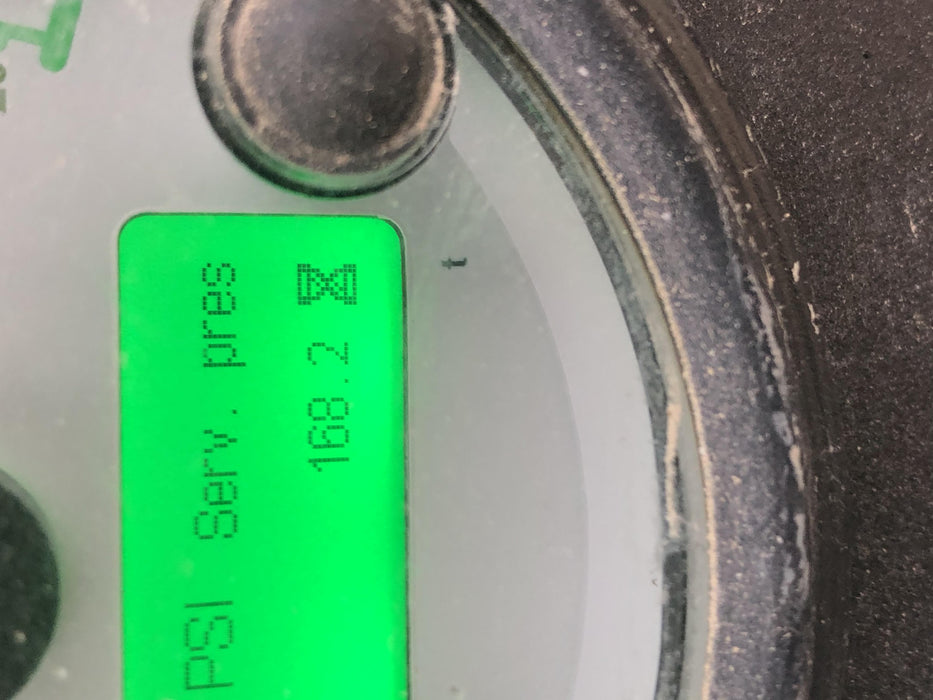 PSI Serv. pres
168.2
t